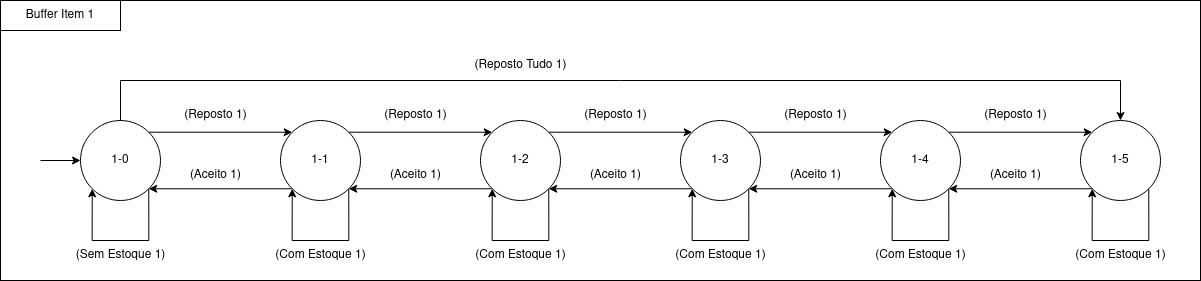 Buffer Item 1
(Reposto Tudo 1)
(Reposto 1)
(Reposto 1)
(Reposto 1)
(Reposto 1)
(Reposto 1)
1-0
1-1
1-2
1-3
1-4
1-5
(Aceito 1)
(Aceito 1)
(Aceito 1)
(Aceito 1)
(Aceito 1)
(Sem Estoque 1)
(Com Estoque 1)
(Com Estoque 1)
(Com Estoque 1)
(Com Estoque 1)
(Com Estoque 1)